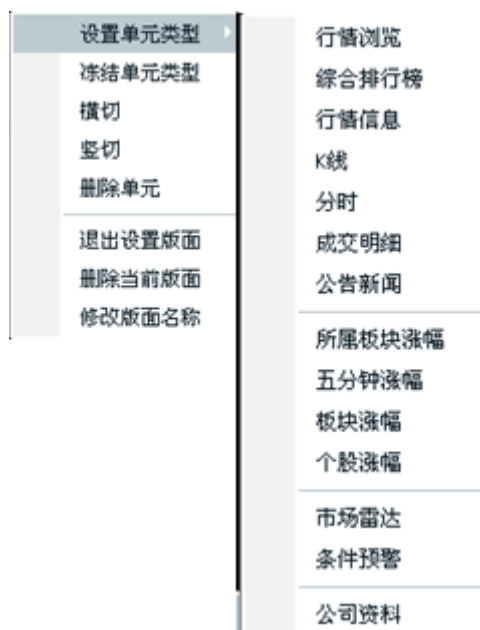 设置单元类型
冻结单元类型
横切
竖切
删除单元
退出设置版面
删除当前版面
修改版面名称
行情浏览
综合排行榜
行情信息
K线
分时
成交明细
公告新闻
所属板块涨幅
五分钟涨幅
板块涨幅
个股涨幅
市场雷达
条件预警
公司资料